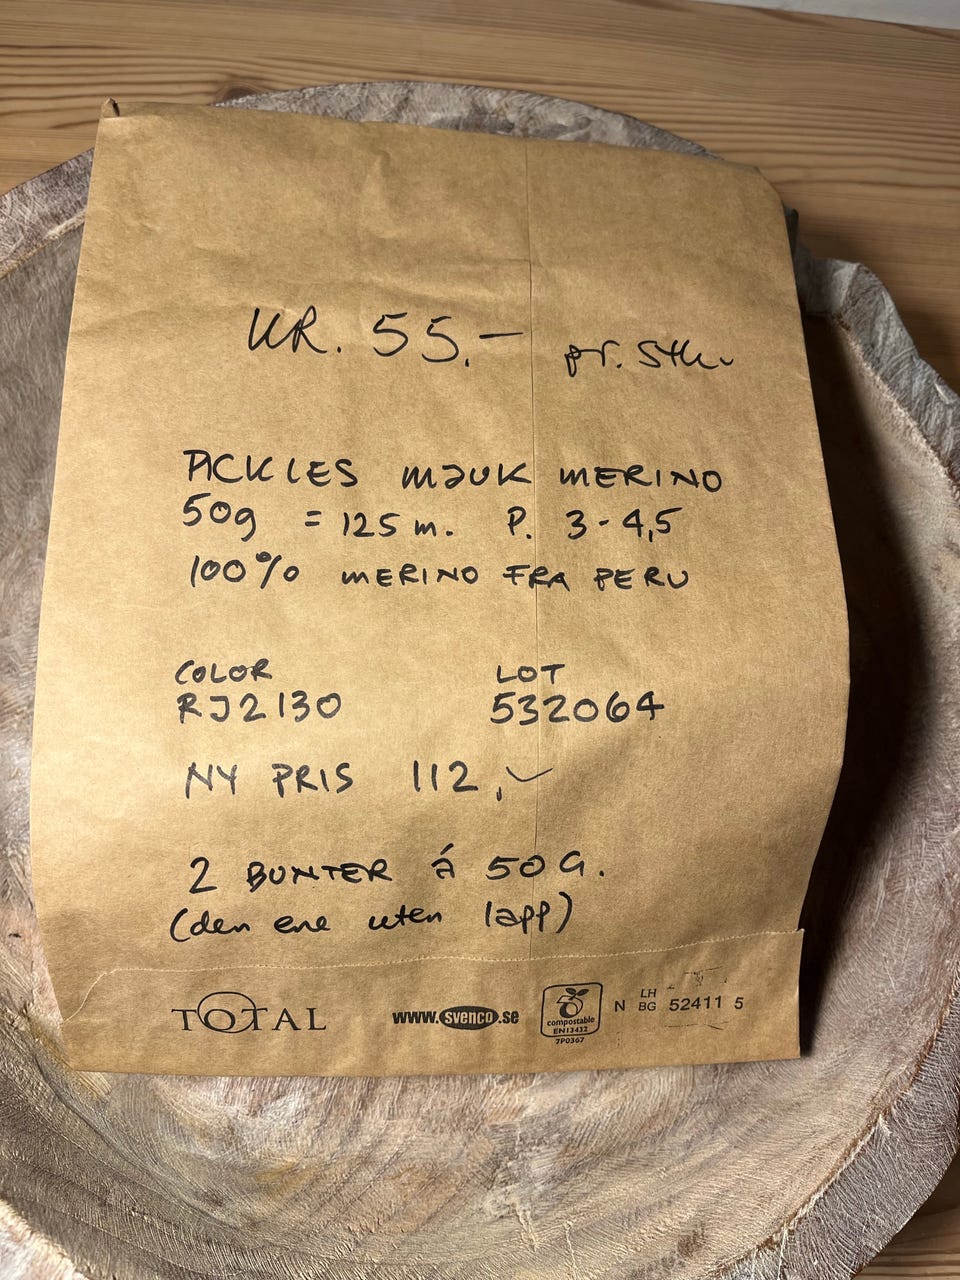 KR. 55.- pr. stk.
PICKLES MJUK MERINO
50g = 125 m. P. 3-4,5
100% MERINO FRA PERU
COLOR LOT
RJ2130 532064
NY PRIS 112,-
2 BUNTER á 50G.
(den ene uten lapp)
TOTAL www.svenco.se compostable EN13432 7P0367 N LH BG 52411 5